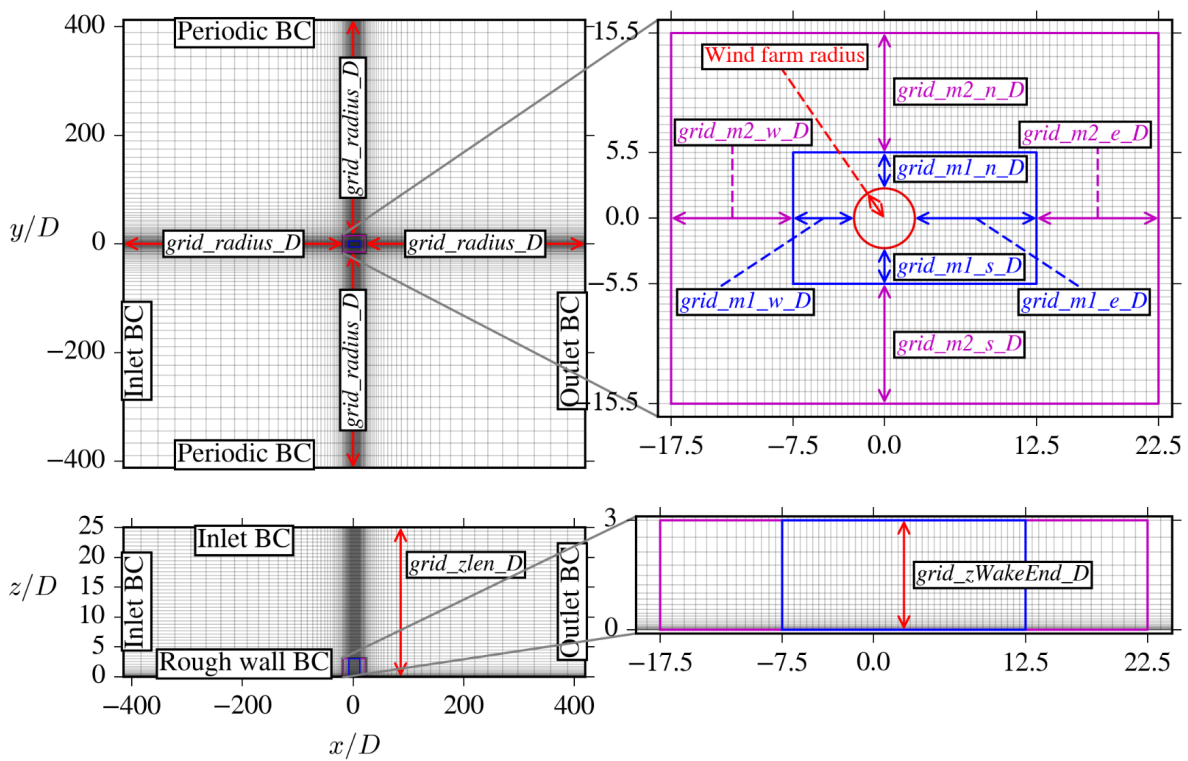 400
200
0
−200
−400
y/D
Periodic BC
grid_radius_D
grid_radius_D
grid_radius_D
grid_radius_D
Inlet BC
Outlet BC
Periodic BC
15.5
5.5
0.0
−5.5
−15.5
Wind farm radius
grid_m2_n_D
grid_m2_w_D
grid_m2_e_D
grid_m1_n_D
grid_m1_s_D
grid_m1_w_D
grid_m1_e_D
grid_m2_s_D
−17.5
−7.5
0.0
12.5
22.5
25
20
15
10
5
0
z/D
Inlet BC
Inlet BC
grid_zlen_D
Outlet BC
Rough wall BC
−400
−200
0
200
400
x/D
3
0
grid_zWakeEnd_D
−17.5
−7.5
0.0
12.5
22.5